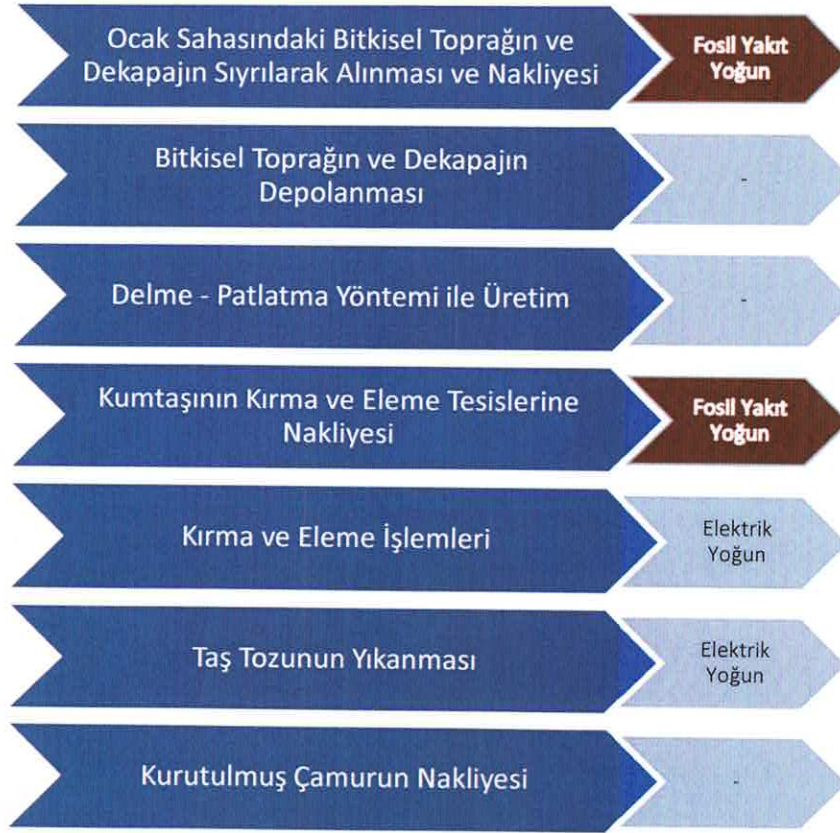 Ocak Sahasındaki Bitkisel Toprağın ve
Dekapajın Sıyrılarak Alınması ve Nakliyesi
Fosil Yakıt
Yoğun
Bitkisel Toprağın ve Dekapajın
Depolanması
-
Delme - Patlatma Yöntemi ile Üretim
-
Kumtaşının Kırma ve Eleme Tesislerine
Nakliyesi
Fosil Yakıt
Yoğun
Kırma ve Eleme İşlemleri
Elektrik
Yoğun
Taş Tozunun Yıkanması
Elektrik
Yoğun
Kurutulmuş Çamurun Nakliyesi
-